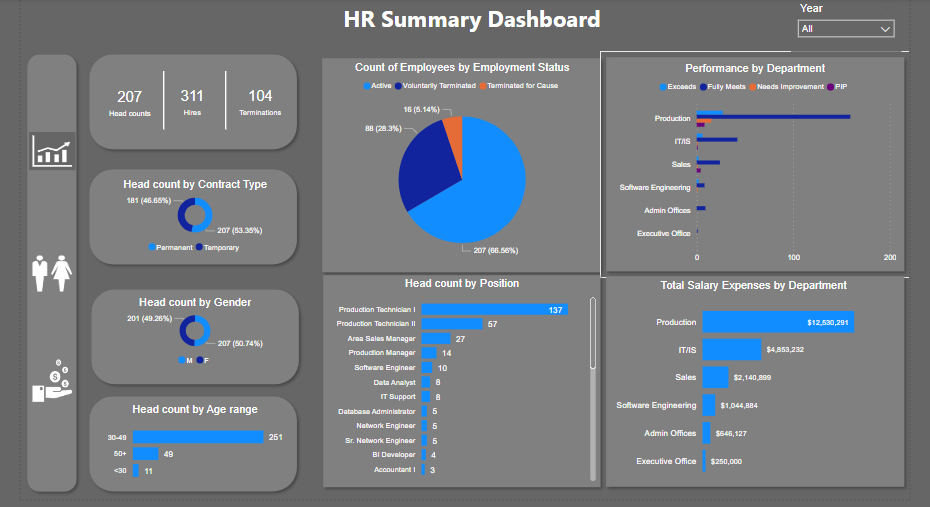 HR Summary Dashboard
Year
All
207
Head counts
311
Hires
104
Terminations
Head count by Contract Type
181 (46.65%)
207 (53.35%)
Permanent Temporary
Head count by Gender
201 (49.26%)
207 (50.74%)
M F
Head count by Age range
30-49 251
50+ 49
<30 11
Count of Employees by Employment Status
Active Voluntarily Terminated Terminated for Cause
16 (5.14%)
88 (28.3%)
207 (66.56%)
Performance by Department
Exceeds Fully Meets Needs Improvement PIP
Production
IT/IS
Sales
Software Engineering
Admin Offices
Executive Office
0 100 200
Head count by Position
Production Technician I 137
Production Technician II 57
Area Sales Manager 27
Production Manager 14
Software Engineer 10
Data Analyst 8
IT Support 8
Database Administrator 5
Network Engineer 5
Sr. Network Engineer 5
BI Developer 4
Accountant I 3
Total Salary Expenses by Department
Production $12,530,291
IT/IS $4,853,232
Sales $2,140,899
Software Engineering $1,044,884
Admin Offices $646,127
Executive Office $250,000